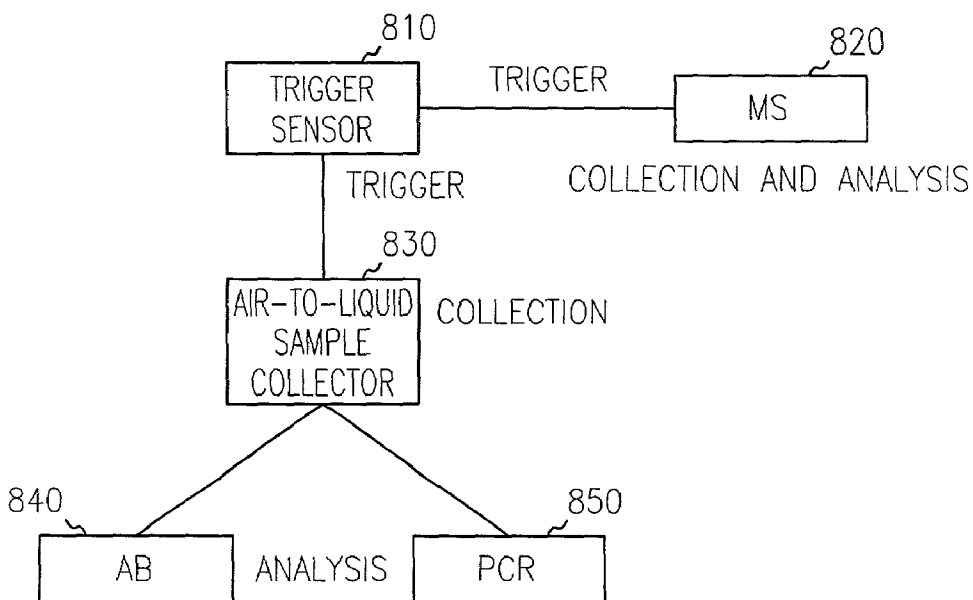 810
TRIGGER
SENSOR
TRIGGER
820
MS
COLLECTION AND ANALYSIS
TRIGGER
830
AIR-TO-LIQUID
SAMPLE
COLLECTOR
COLLECTION
840
AB
ANALYSIS
850
PCR